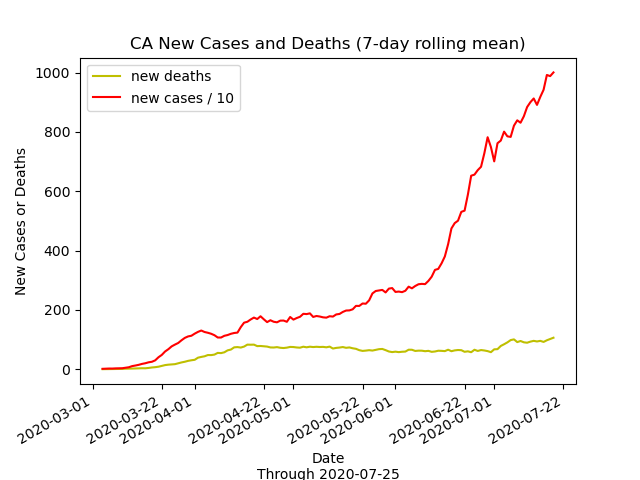 CA New Cases and Deaths (7-day rolling mean)
new deaths
new cases / 10
1000
800
600
400
200
0
New Cases or Deaths
2020-03-01
2020-03-22
2020-04-01
2020-04-22
2020-05-01
2020-05-22
2020-06-01
2020-06-22
2020-07-01
2020-07-22
Date
Through 2020-07-25